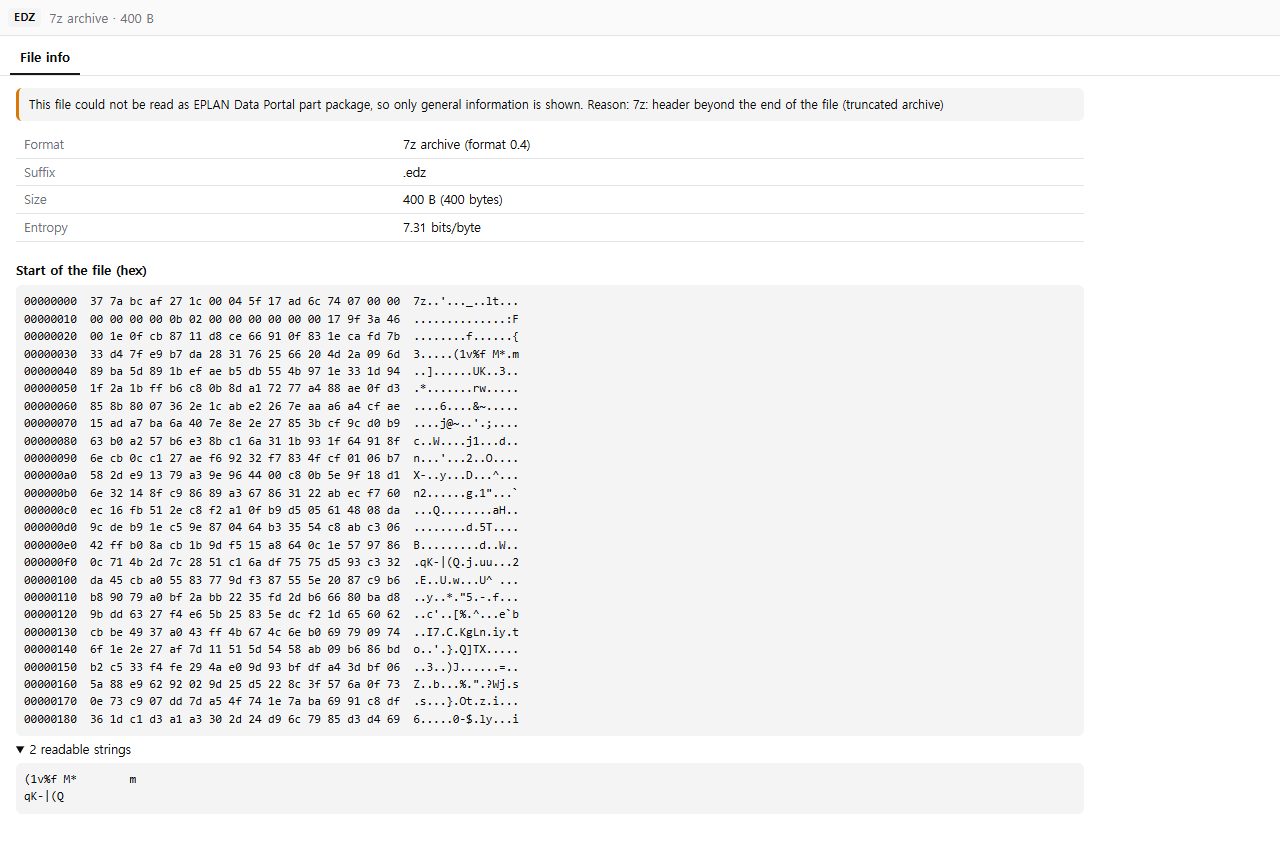 EDZ 7z archive · 400 B
File info
This file could not be read as EPLAN Data Portal part package, so only general information is shown. Reason: 7z: header beyond the end of the file (truncated archive)
Format 7z archive (format 0.4)
Suffix .edz
Size 400 B (400 bytes)
Entropy 7.31 bits/byte
Start of the file (hex)
00000000 37 7a bc af 27 1c 00 04 5f 17 ad 6c 74 07 00 00 7z..'..._..lt...
00000010 00 00 00 00 0b 02 00 00 00 00 00 00 17 9f 3a 46 ..............:F
00000020 00 1e 0f cb 87 11 d8 ce 66 91 0f 83 1e ca fd 7b ........f......{
00000030 33 d4 7f e9 b7 da 28 31 76 25 66 20 4d 2a 09 6d 3.....(1v%f M*.m
00000040 89 ba 5d 89 1b ef ae b5 db 55 4b 97 1e 33 1d 94 ..]......UK..3..
00000050 1f 2a 1b ff b6 c8 0b 8d a1 72 77 a4 88 ae 0f d3 .*.......rw.....
00000060 85 8b 80 07 36 2e 1c ab e2 26 7e aa a6 a4 cf ae ....6....&~.....
00000070 15 ad a7 ba 6a 40 7e 8e 2e 27 85 3b cf 9c d0 b9 ....j@~..'.;....
00000080 63 b0 a2 57 b6 e3 8b c1 6a 31 1b 93 1f 64 91 8f c..W....j1...d..
00000090 6e cb 0c c1 27 ae f6 92 32 f7 83 4f cf 01 06 b7 n...'...2..O....
000000a0 58 2d e9 13 79 a3 9e 96 44 00 c8 0b 5e 9f 18 d1 X-..y...D...^...
000000b0 6e 32 14 8f c9 86 89 a3 67 86 31 22 ab ec f7 60 n2......g.1"...`
000000c0 ec 16 fb 51 2e c8 f2 a1 0f b9 d5 05 61 48 08 da ...Q........aH..
000000d0 9c de b9 1e c5 9e 87 04 64 b3 35 54 c8 ab c3 06 ........d.5T....
000000e0 42 ff b0 8a cb 1b 9d f5 15 a8 64 0c 1e 57 97 86 B.........d..W..
000000f0 0c 71 4b 2d 7c 28 51 c1 6a df 75 75 d5 93 c3 32 .qK-|(Q.j.uu...2
00000100 da 45 cb a0 55 83 77 9d f3 87 55 5e 20 87 c9 b6 .E..U.w...U^ ...
00000110 b8 90 79 a0 bf 2a bb 22 35 fd 2d b6 66 80 ba d8 ..y..*."5.-.f...
00000120 9b dd 63 27 f4 e6 5b 25 83 5e dc f2 1d 65 60 62 ..c'..[%.^...e`b
00000130 cb be 49 37 a0 43 ff 4b 67 4c 6e b0 69 79 09 74 ..I7.C.KgLn.iy.t
00000140 6f 1e 2e 27 af 7d 11 51 5d 54 58 ab 09 b6 86 bd o..'.}.Q]TX.....
00000150 b2 c5 33 f4 fe 29 4a e0 9d 93 bf df a4 3d bf 06 ..3..)J......=..
00000160 5a 88 e9 62 92 02 9d 25 d5 22 8c 3f 57 6a 0f 73 Z..b...%.".?Wj.s
00000170 0e 73 c9 07 dd 7d a5 4f 74 1e 7a ba 69 91 c8 df .s...}.Ot.z.i...
00000180 36 1d c1 d3 a1 a3 30 2d 24 d9 6c 79 85 d3 d4 69 6.....0-$.ly...i
▼ 2 readable strings
(1v%f M* m
qK-|(Q